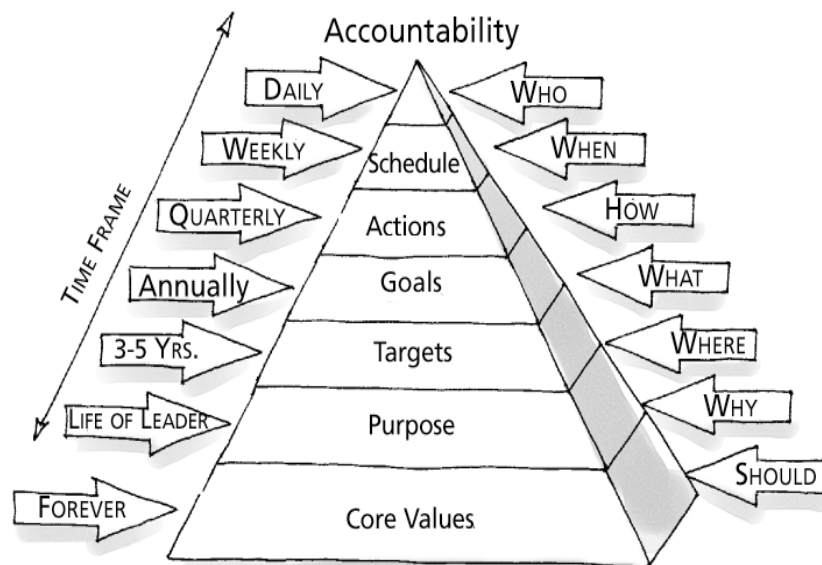 Accountability
DAILY
WHO
WEEKLY
Schedule
WHEN
QUARTERLY
Actions
HOW
Annually
Goals
WHAT
3-5 YRS.
Targets
WHERE
LIFE OF LEADER
Purpose
WHY
FOREVER
Core Values
SHOULD
TIME FRAME